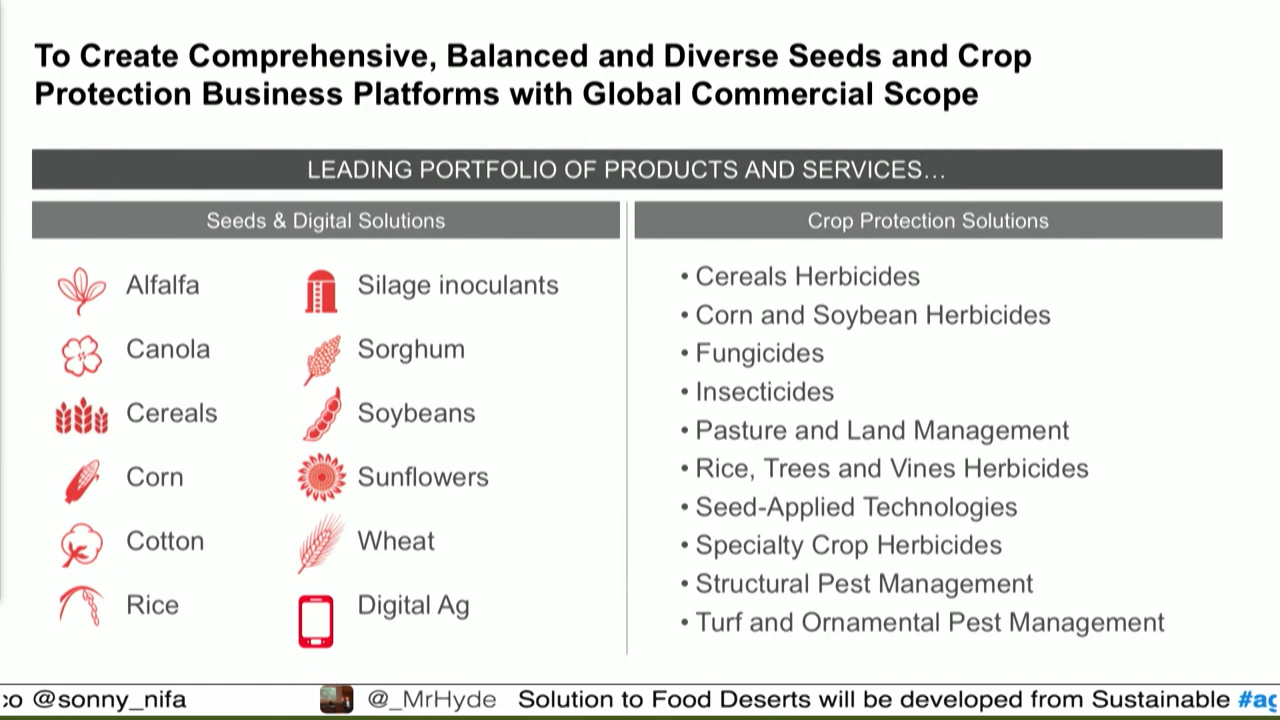 To Create Comprehensive, Balanced and Diverse Seeds and Crop
Protection Business Platforms with Global Commercial Scope
LEADING PORTFOLIO OF PRODUCTS AND SERVICES…
Seeds & Digital Solutions
Alfalfa
Canola
Cereals
Corn
Cotton
Rice
Silage inoculants
Sorghum
Soybeans
Sunflowers
Wheat
Digital Ag
Crop Protection Solutions
• Cereals Herbicides
• Corn and Soybean Herbicides
• Fungicides
• Insecticides
• Pasture and Land Management
• Rice, Trees and Vines Herbicides
• Seed-Applied Technologies
• Specialty Crop Herbicides
• Structural Pest Management
• Turf and Ornamental Pest Management
@sonny_nifa @_MrHyde Solution to Food Deserts will be developed from Sustainable